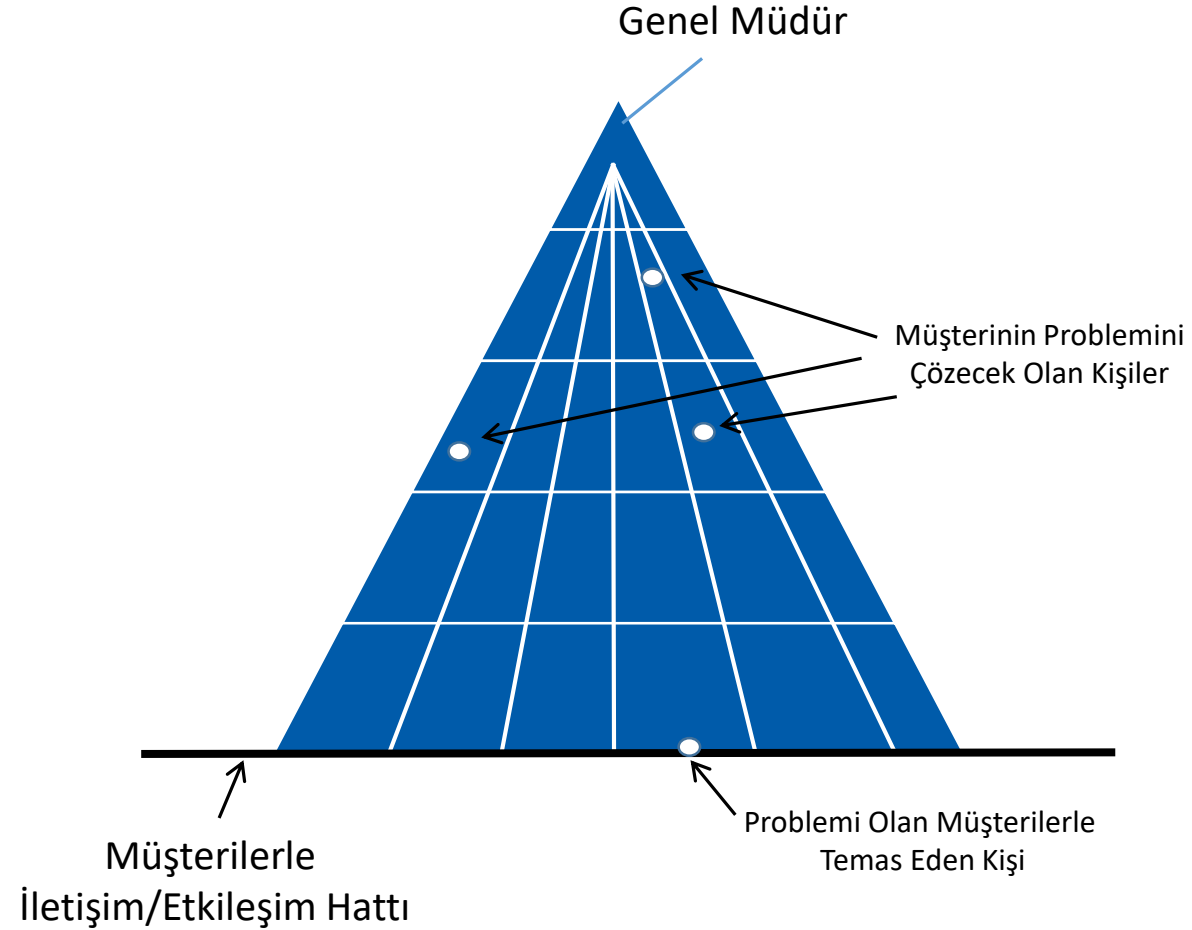 Genel Müdür
Müşterinin Problemini
Çözecek Olan Kişiler
Problemi Olan Müşterilerle
Temas Eden Kişi
Müşterilerle
İletişim/Etkileşim Hattı